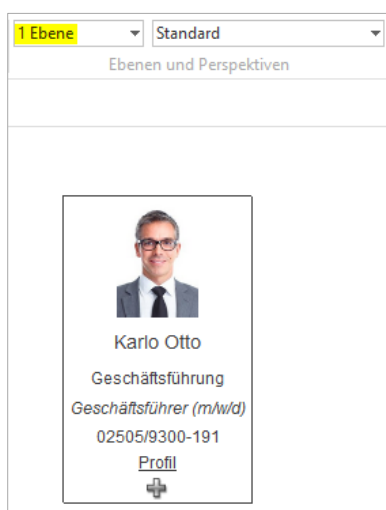 1 Ebene Standard
Ebenen und Perspektiven
Karlo Otto
Geschäftsführung
Geschäftsführer (m/w/d)
02505/9300-191
Profil